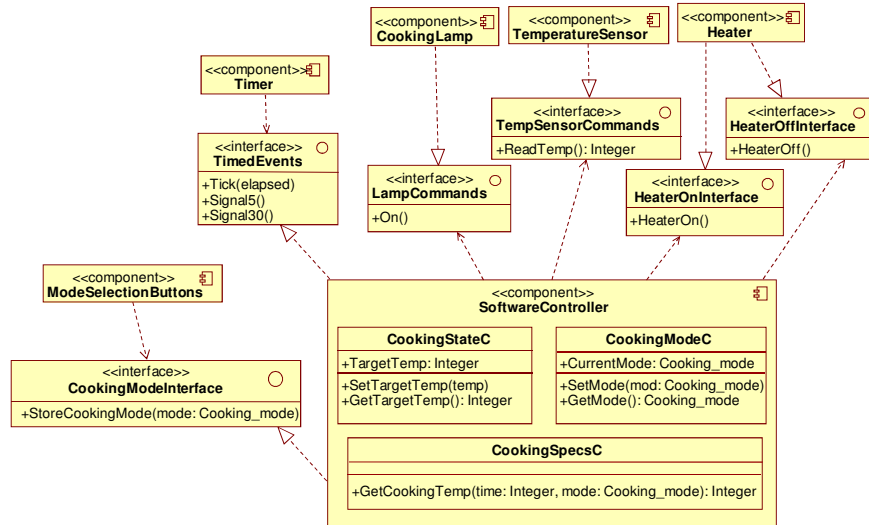 <<component>>
CookingLamp
<<component>>
TemperatureSensor
<<component>>
Heater
<<component>>
Timer
<<interface>>
TimedEvents
+Tick(elapsed)
+Signal5()
+Signal30()
<<interface>>
TempSensorCommands
+ReadTemp(): Integer
<<interface>>
HeaterOffInterface
+HeaterOff()
<<interface>>
LampCommands
+On()
<<interface>>
HeaterOnInterface
+HeaterOn()
<<component>>
ModeSelectionButtons
<<interface>>
CookingModeInterface
+StoreCookingMode(mode: Cooking_mode)
<<component>>
SoftwareController
CookingStateC
+TargetTemp: Integer
+SetTargetTemp(temp)
+GetTargetTemp(): Integer
CookingModeC
+CurrentMode: Cooking_mode
+SetMode(mod: Cooking_mode)
+GetMode(): Cooking_mode
CookingSpecsC
+GetCookingTemp(time: Integer, mode: Cooking_mode): Integer